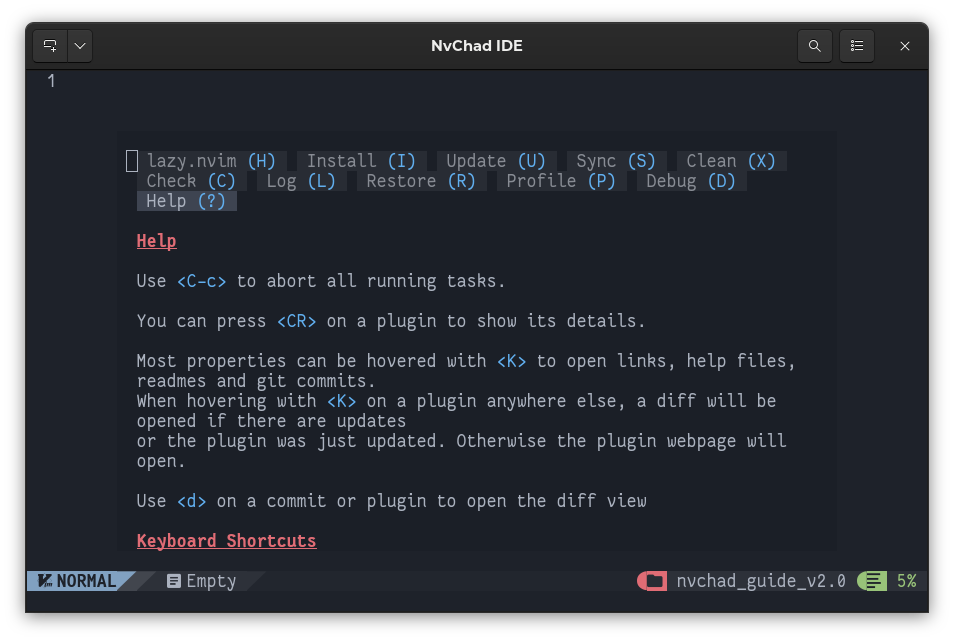 NvChad IDE
1
lazy.nvim (H) Install (I) Update (U) Sync (S) Clean (X)
Check (C) Log (L) Restore (R) Profile (P) Debug (D)
Help (?)
Help
Use <C-c> to abort all running tasks.
You can press <CR> on a plugin to show its details.
Most properties can be hovered with <K> to open links, help files,
readmes and git commits.
When hovering with <K> on a plugin anywhere else, a diff will be
opened if there are updates
or the plugin was just updated. Otherwise the plugin webpage will
open.
Use <d> on a commit or plugin to open the diff view
Keyboard Shortcuts
NORMAL Empty nvchad_guide_v2.0 5%